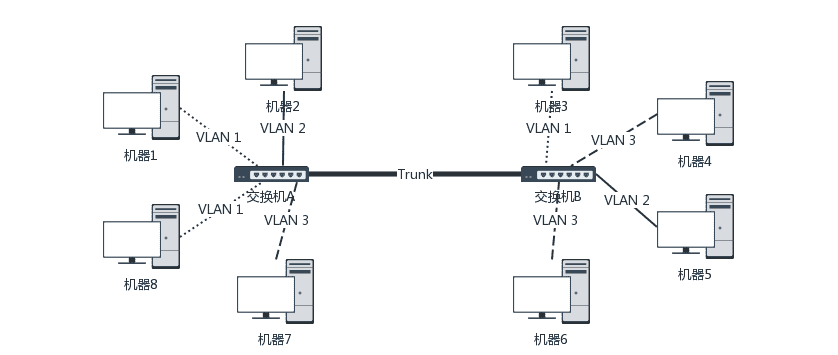 机器2
机器3
VLAN 1
VLAN 2
VLAN 1
VLAN 3
机器1
机器4
Trunk
交换机A
交换机B
VLAN 1
VLAN 3
VLAN 3
VLAN 2
机器8
机器5
机器7
机器6